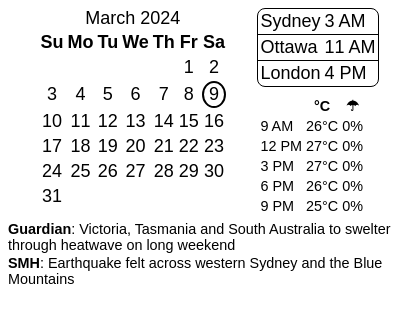 March 2024
Su Mo Tu We Th Fr Sa
1 2
3 4 5 6 7 8 9
10 11 12 13 14 15 16
17 18 19 20 21 22 23
24 25 26 27 28 29 30
31
Sydney 3 AM
Ottawa 11 AM
London 4 PM
°C ☂
9 AM 26°C 0%
12 PM 27°C 0%
3 PM 27°C 0%
6 PM 26°C 0%
9 PM 25°C 0%
Guardian: Victoria, Tasmania and South Australia to swelter
through heatwave on long weekend
SMH: Earthquake felt across western Sydney and the Blue
Mountains